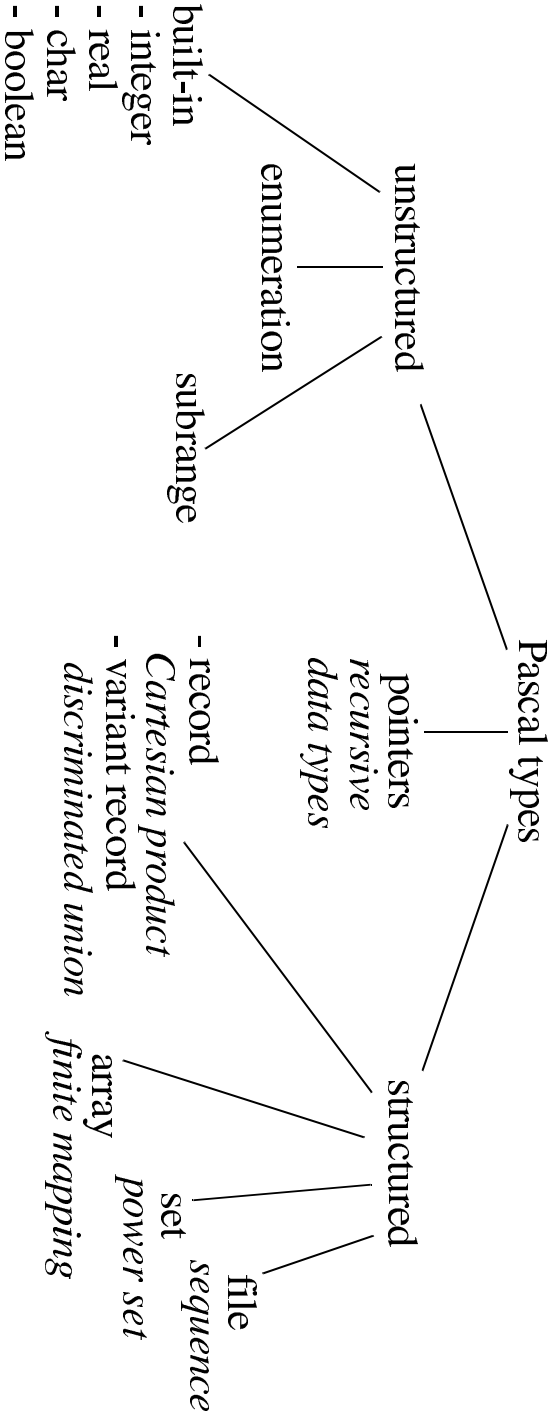 Pascal types
unstructured
pointers
recursive
data types
structured
built-in
- integer
- real
- char
- boolean
enumeration
subrange
- record
Cartesian product
- variant record
discriminated union
array
finite mapping
set
power set
file
sequence